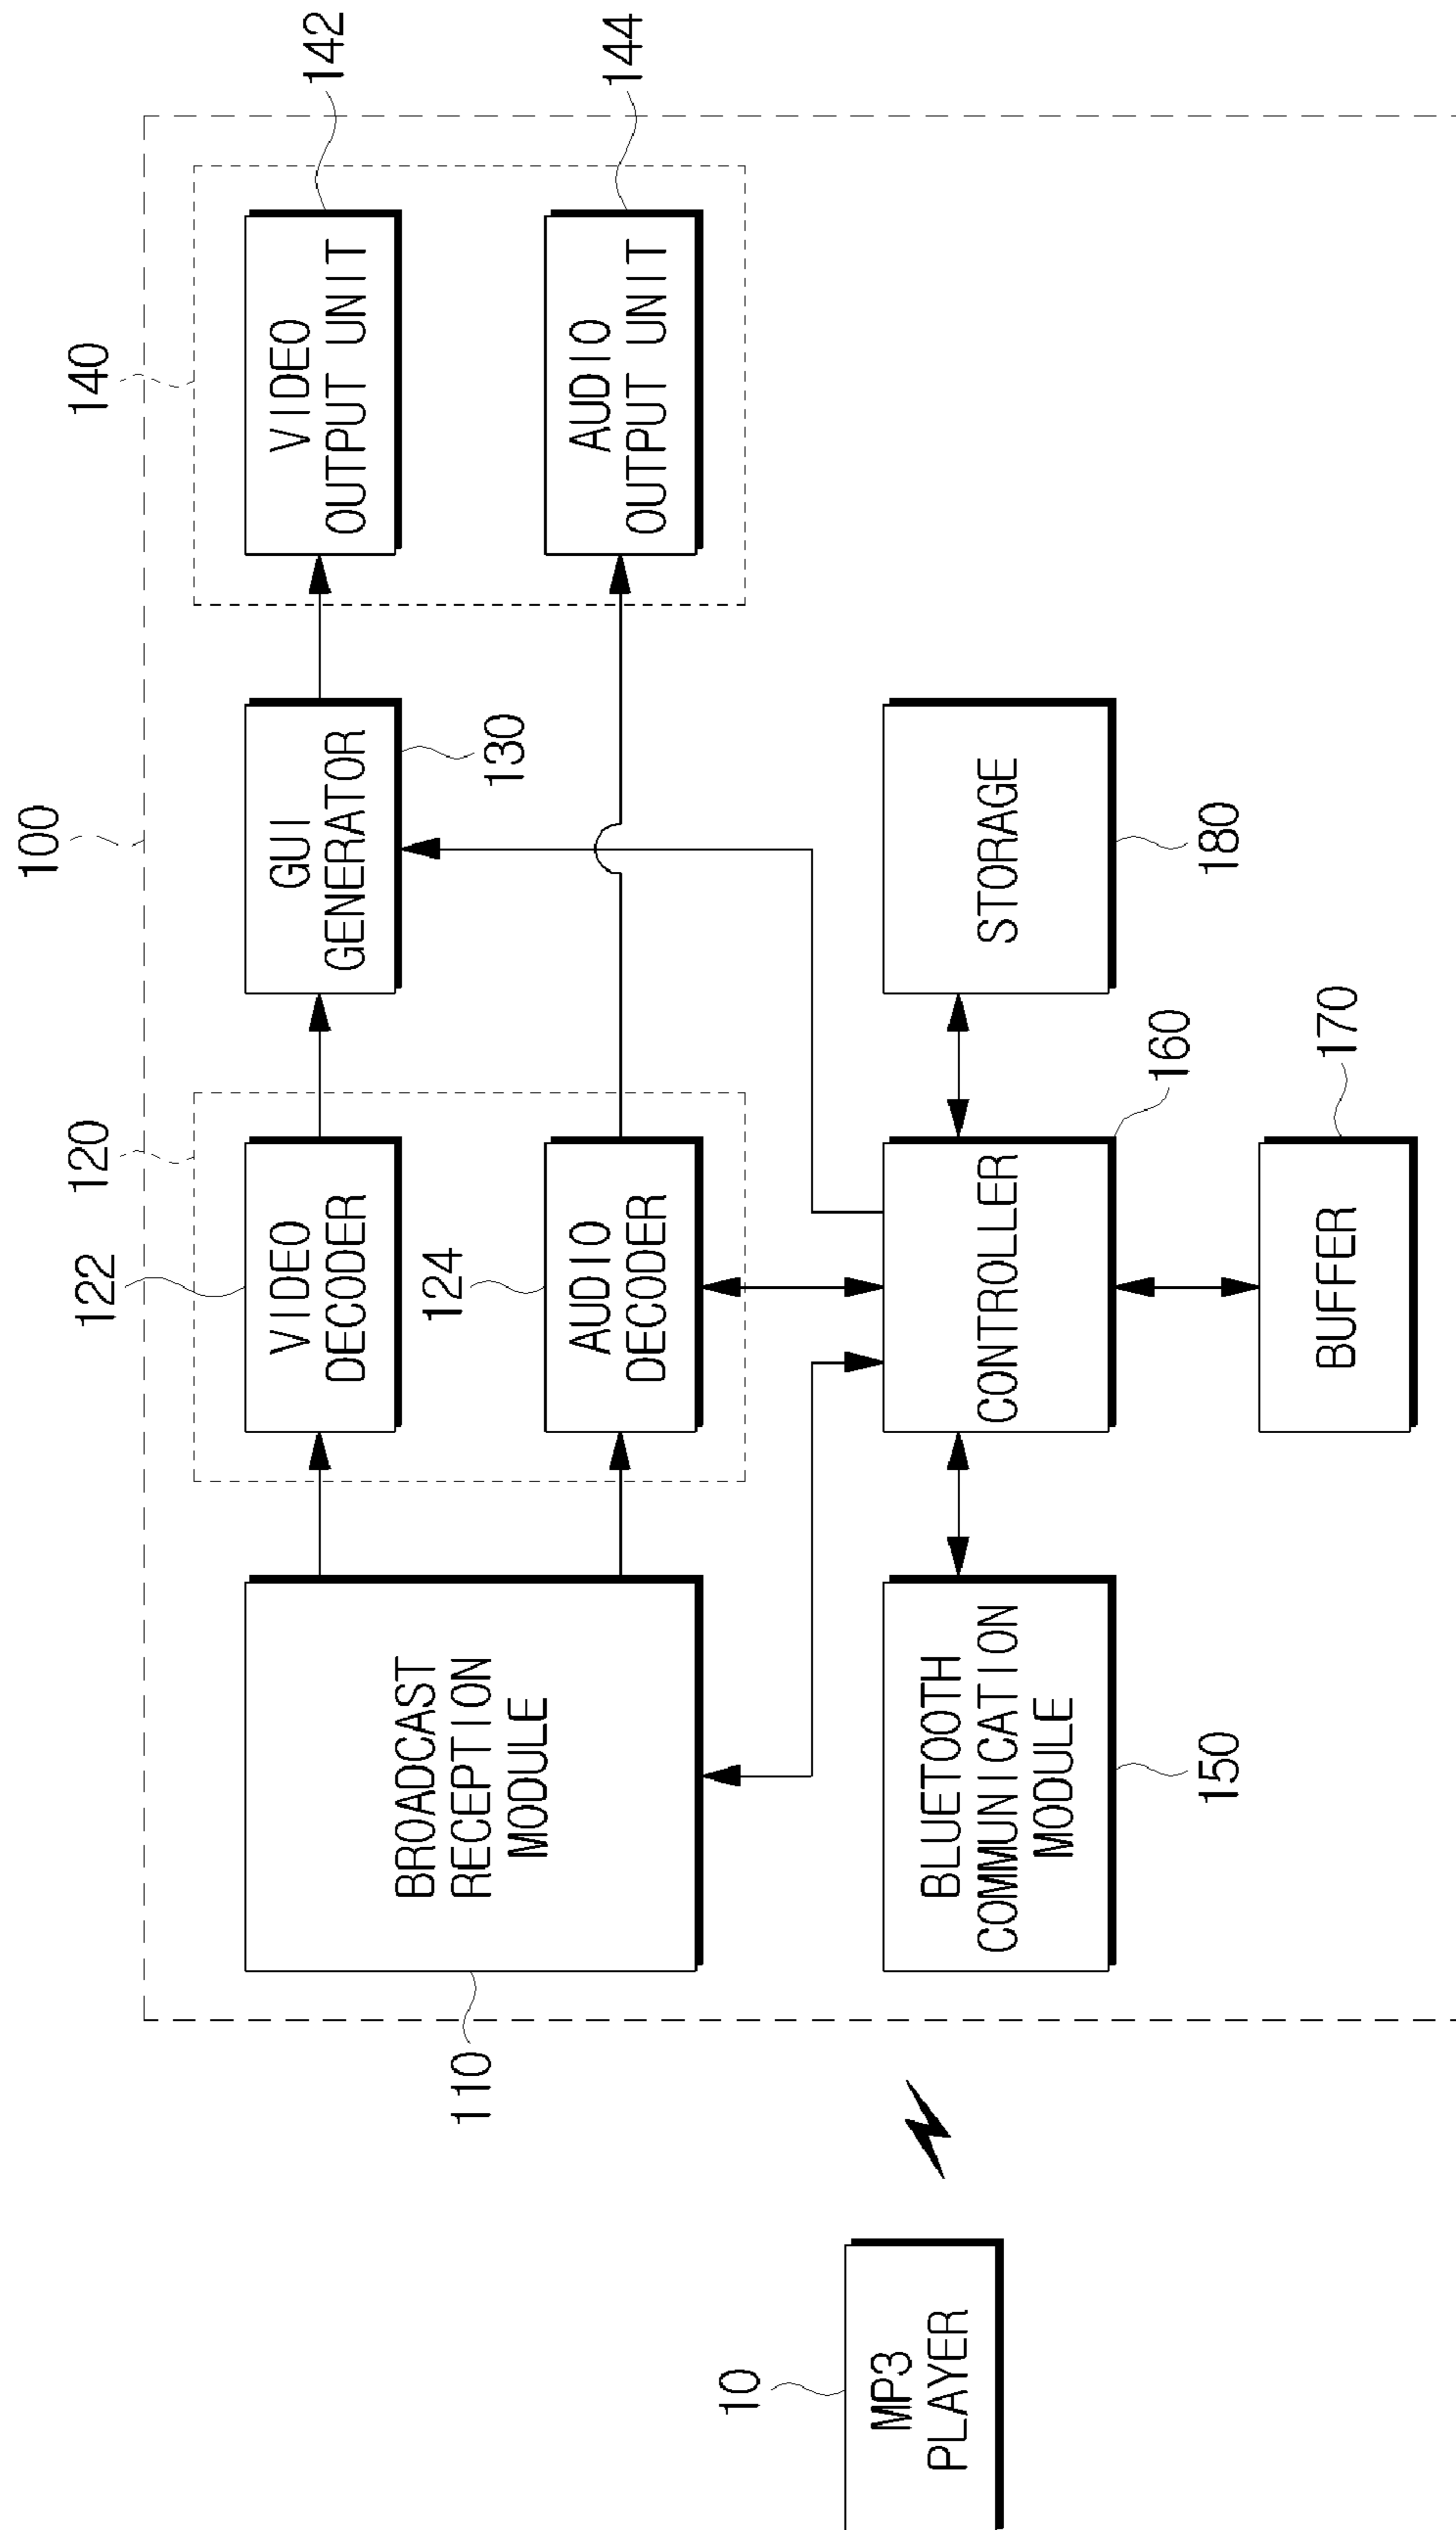 100
120
140
122
VIDEO
DECODER
GUI
GENERATOR
130
VIDEO
OUTPUT UNIT
142
110
BROADCAST
RECEPTION
MODULE
124
AUDIO
DECODER
AUDIO
OUTPUT UNIT
144
10
MP3
PLAYER
BLUETOOTH
COMMUNICATION
MODULE
150
CONTROLLER
160
STORAGE
180
BUFFER
170